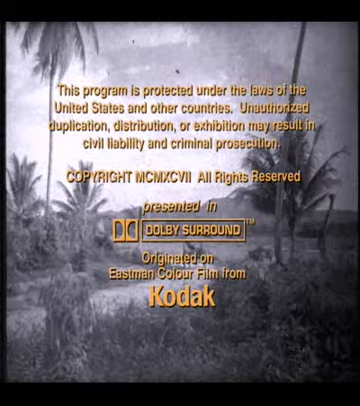 This program is protected under the laws of the
United States and other countries. Unauthorized
duplication, distribution, or exhibition may result in
civil liability and criminal prosecution.
COPYRIGHT MCMXCVII All Rights Reserved
presented in
DOLBY SURROUND™
Originated on
Eastman Colour Film from
Kodak